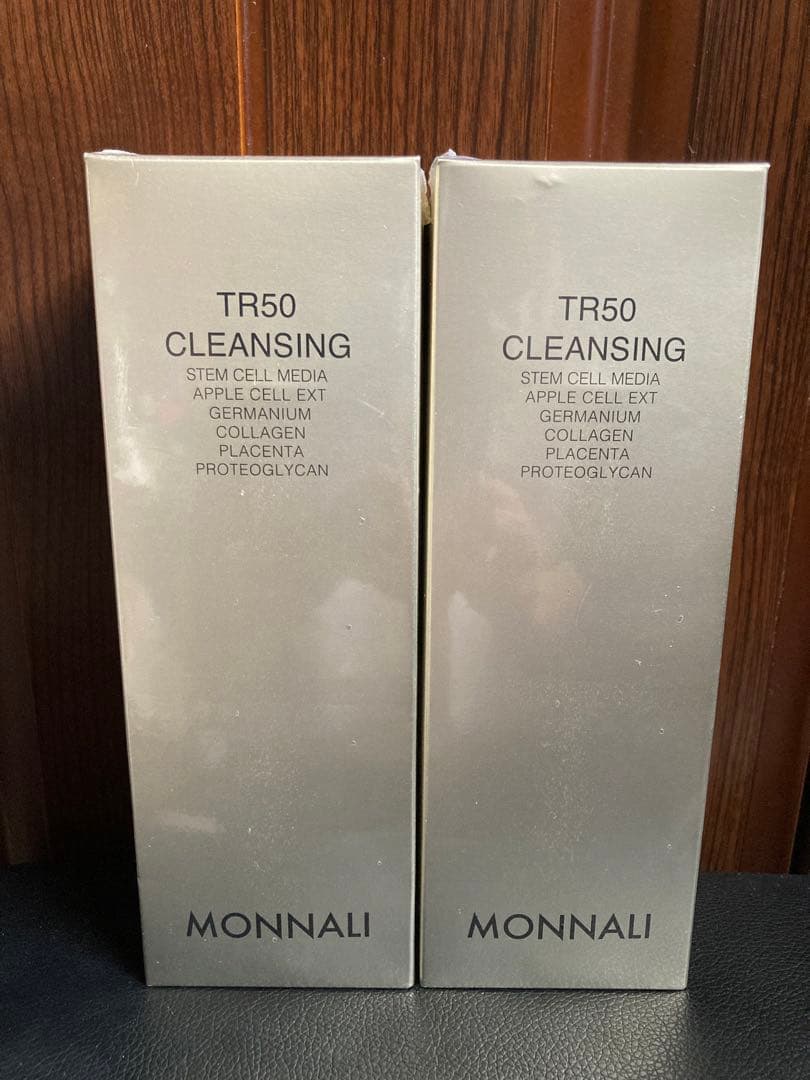 TR50
CLEANSING
STEM CELL MEDIA
APPLE CELL EXT
GERMANIUM
COLLAGEN
PLACENTA
PROTEOGLYCAN
MONNALI
TR50
CLEANSING
STEM CELL MEDIA
APPLE CELL EXT
GERMANIUM
COLLAGEN
PLACENTA
PROTEOGLYCAN
MONNALI